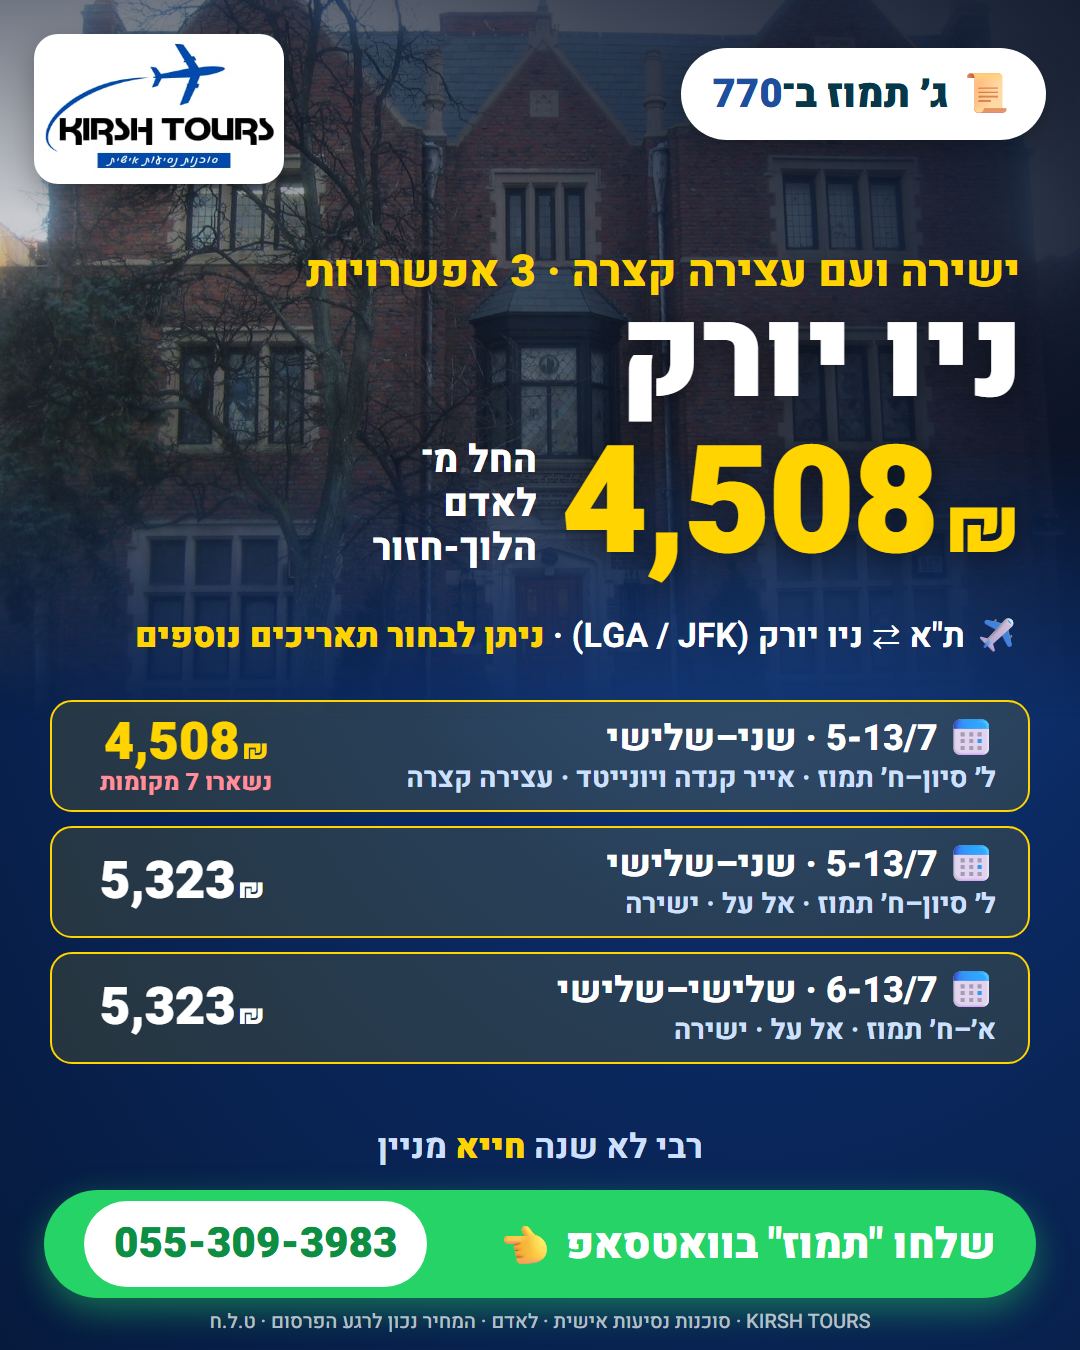 KIRSH TOURS
סוכנות נסיעות אישית
ג׳ תמוז ב־770
ישירה ועם עצירה קצרה · 3 אפשרויות
ניו יורק
₪4,508
החל מ־
לאדם
הלוך-חזור
ת"א ⇄ ניו יורק (LGA / JFK) · ניתן לבחור תאריכים נוספים
5-13/7 · שני–שלישי
ל׳ סיון–ח׳ תמוז · אייר קנדה ויונייטד · עצירה קצרה
₪4,508
נשארו 7 מקומות
5-13/7 · שני–שלישי
ל׳ סיון–ח׳ תמוז · אל על · ישירה
₪5,323
6-13/7 · שלישי–שלישי
א׳–ח׳ תמוז · אל על · ישירה
₪5,323
רבי לא שנה חייא מניין
שלחו "תמוז" בוואטסאפ
055-309-3983
KIRSH TOURS · סוכנות נסיעות אישית · לאדם · המחיר נכון לרגע הפרסום · ט.ל.ח